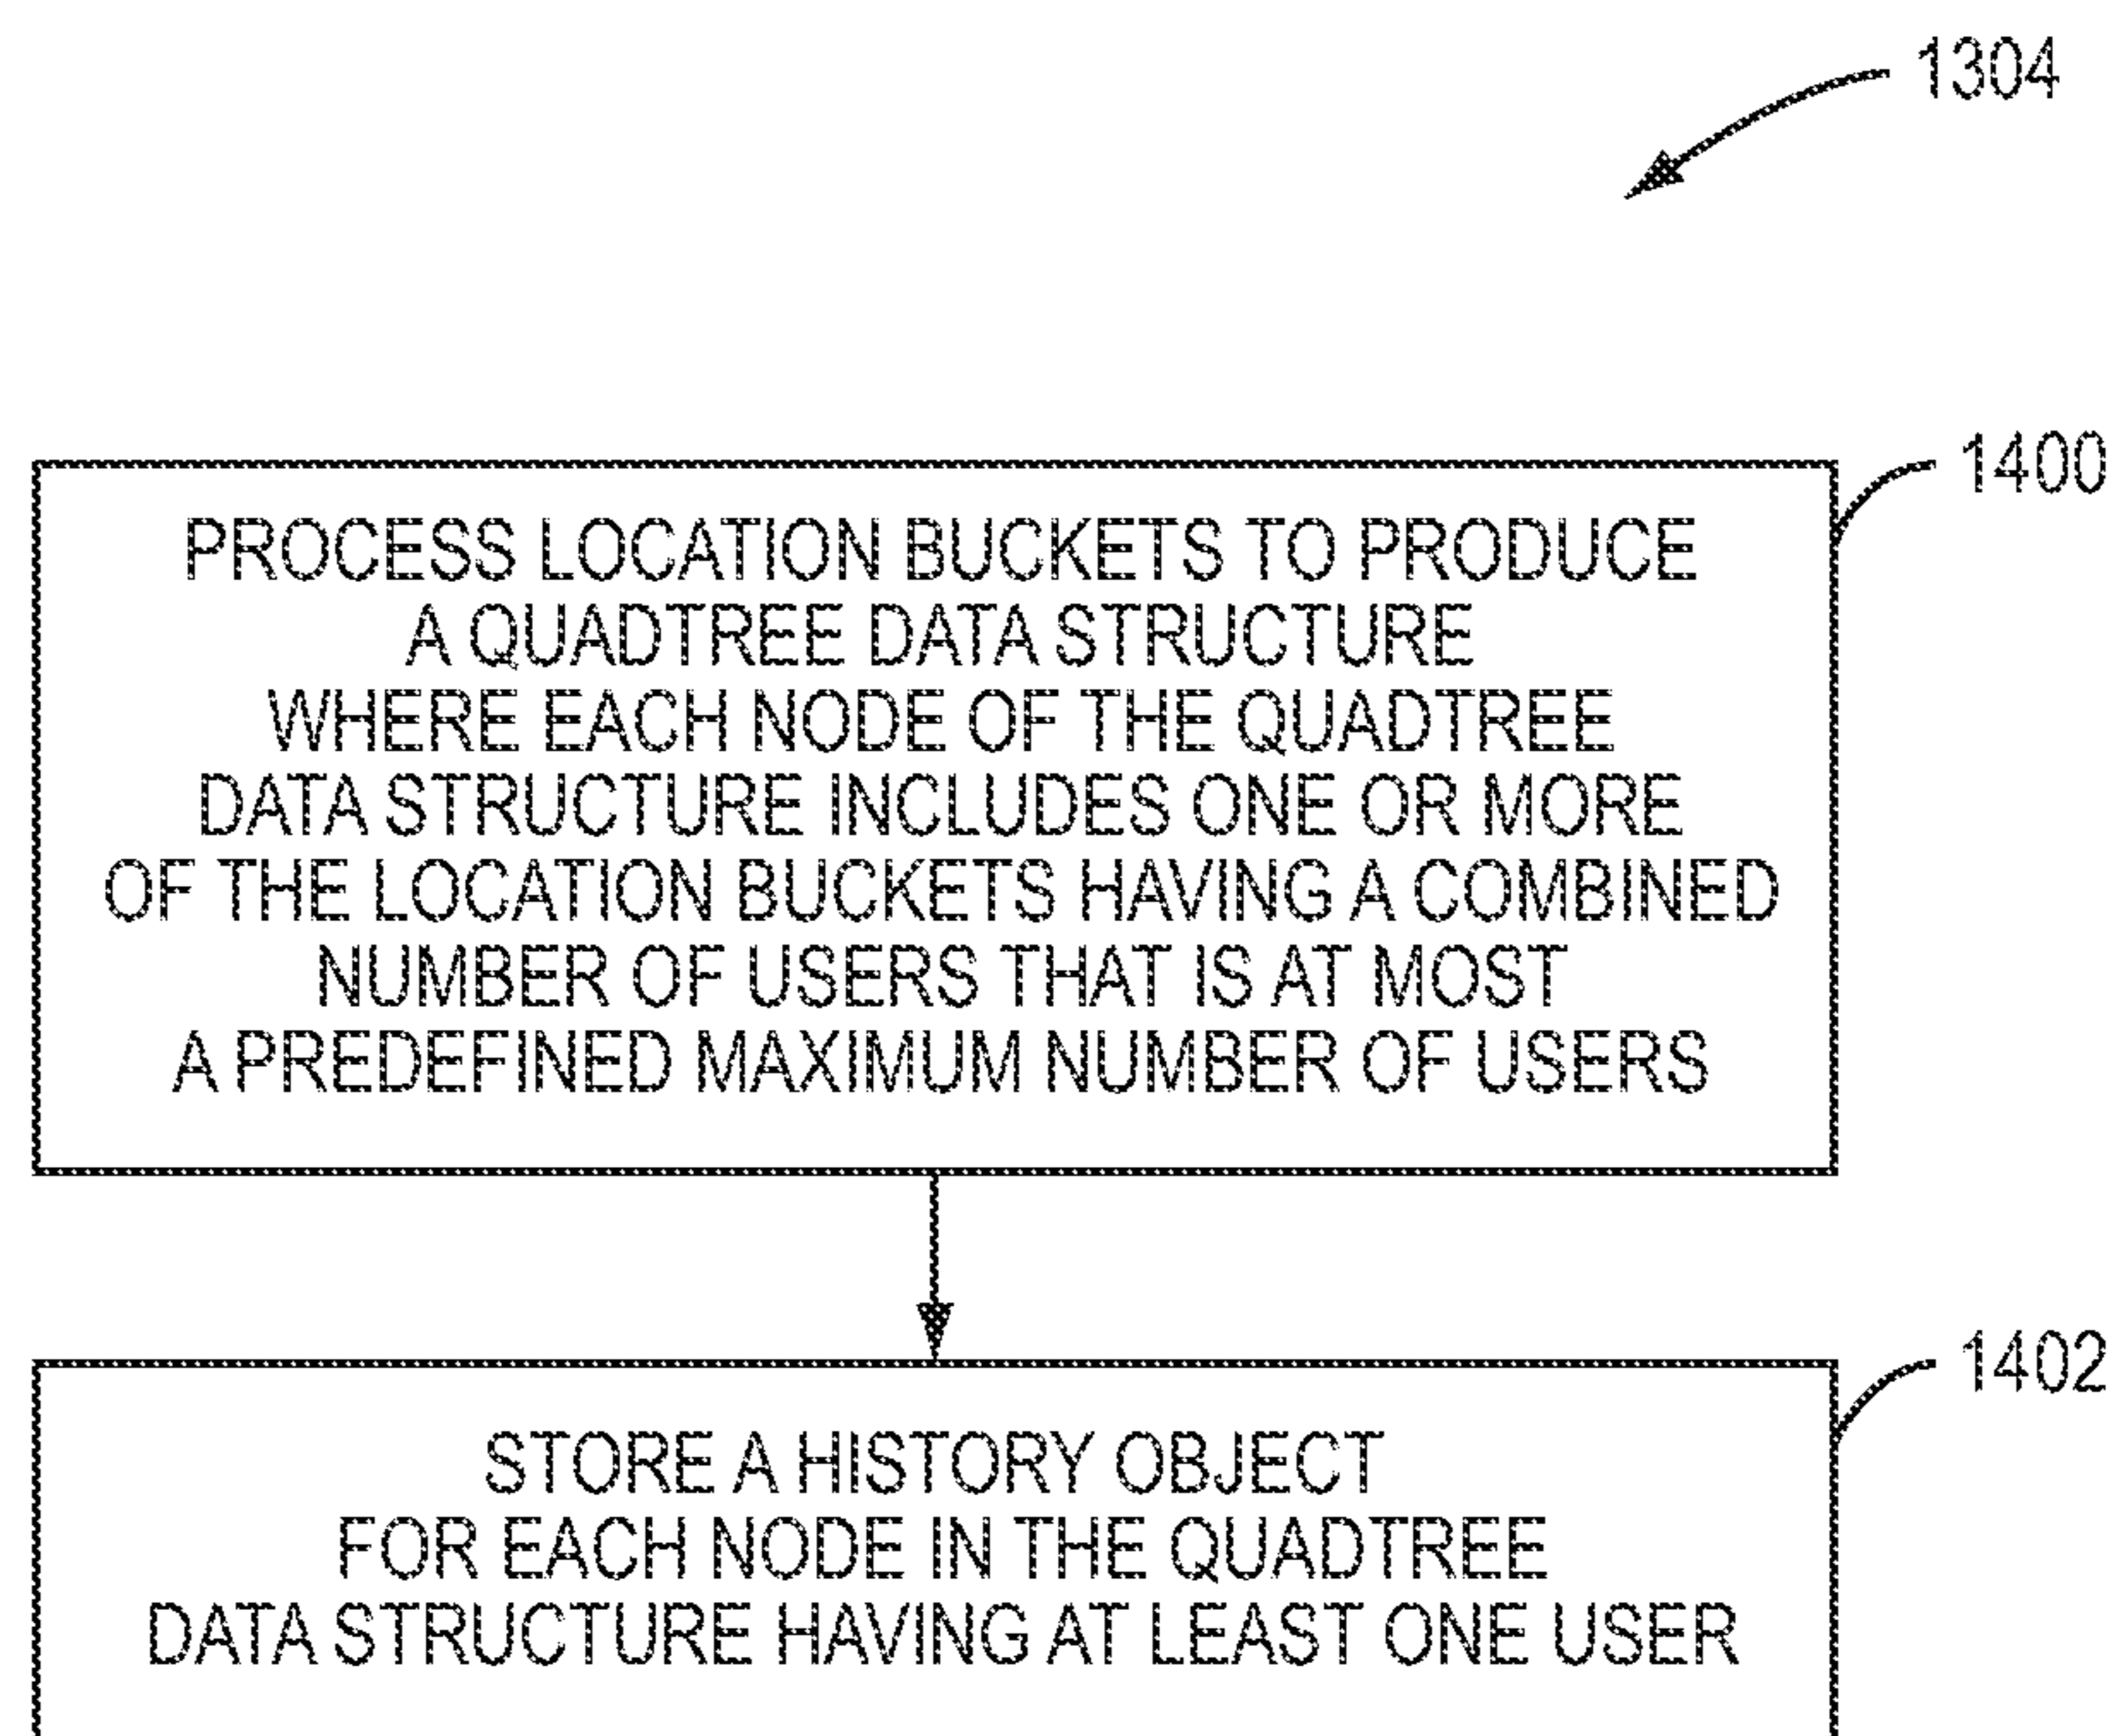 1304
1400
PROCESS LOCATION BUCKETS TO PRODUCE
A QUADTREE DATA STRUCTURE
WHERE EACH NODE OF THE QUADTREE
DATA STRUCTURE INCLUDES ONE OR MORE
OF THE LOCATION BUCKETS HAVING A COMBINED
NUMBER OF USERS THAT IS AT MOST
A PREDEFINED MAXIMUM NUMBER OF USERS
1402
STORE A HISTORY OBJECT
FOR EACH NODE IN THE QUADTREE
DATA STRUCTURE HAVING AT LEAST ONE USER